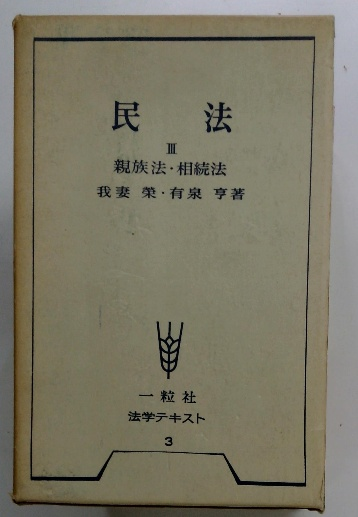 民法
Ⅲ
親族法・相続法
我妻 榮・有泉 亨著
一粒社
法学テキスト
3